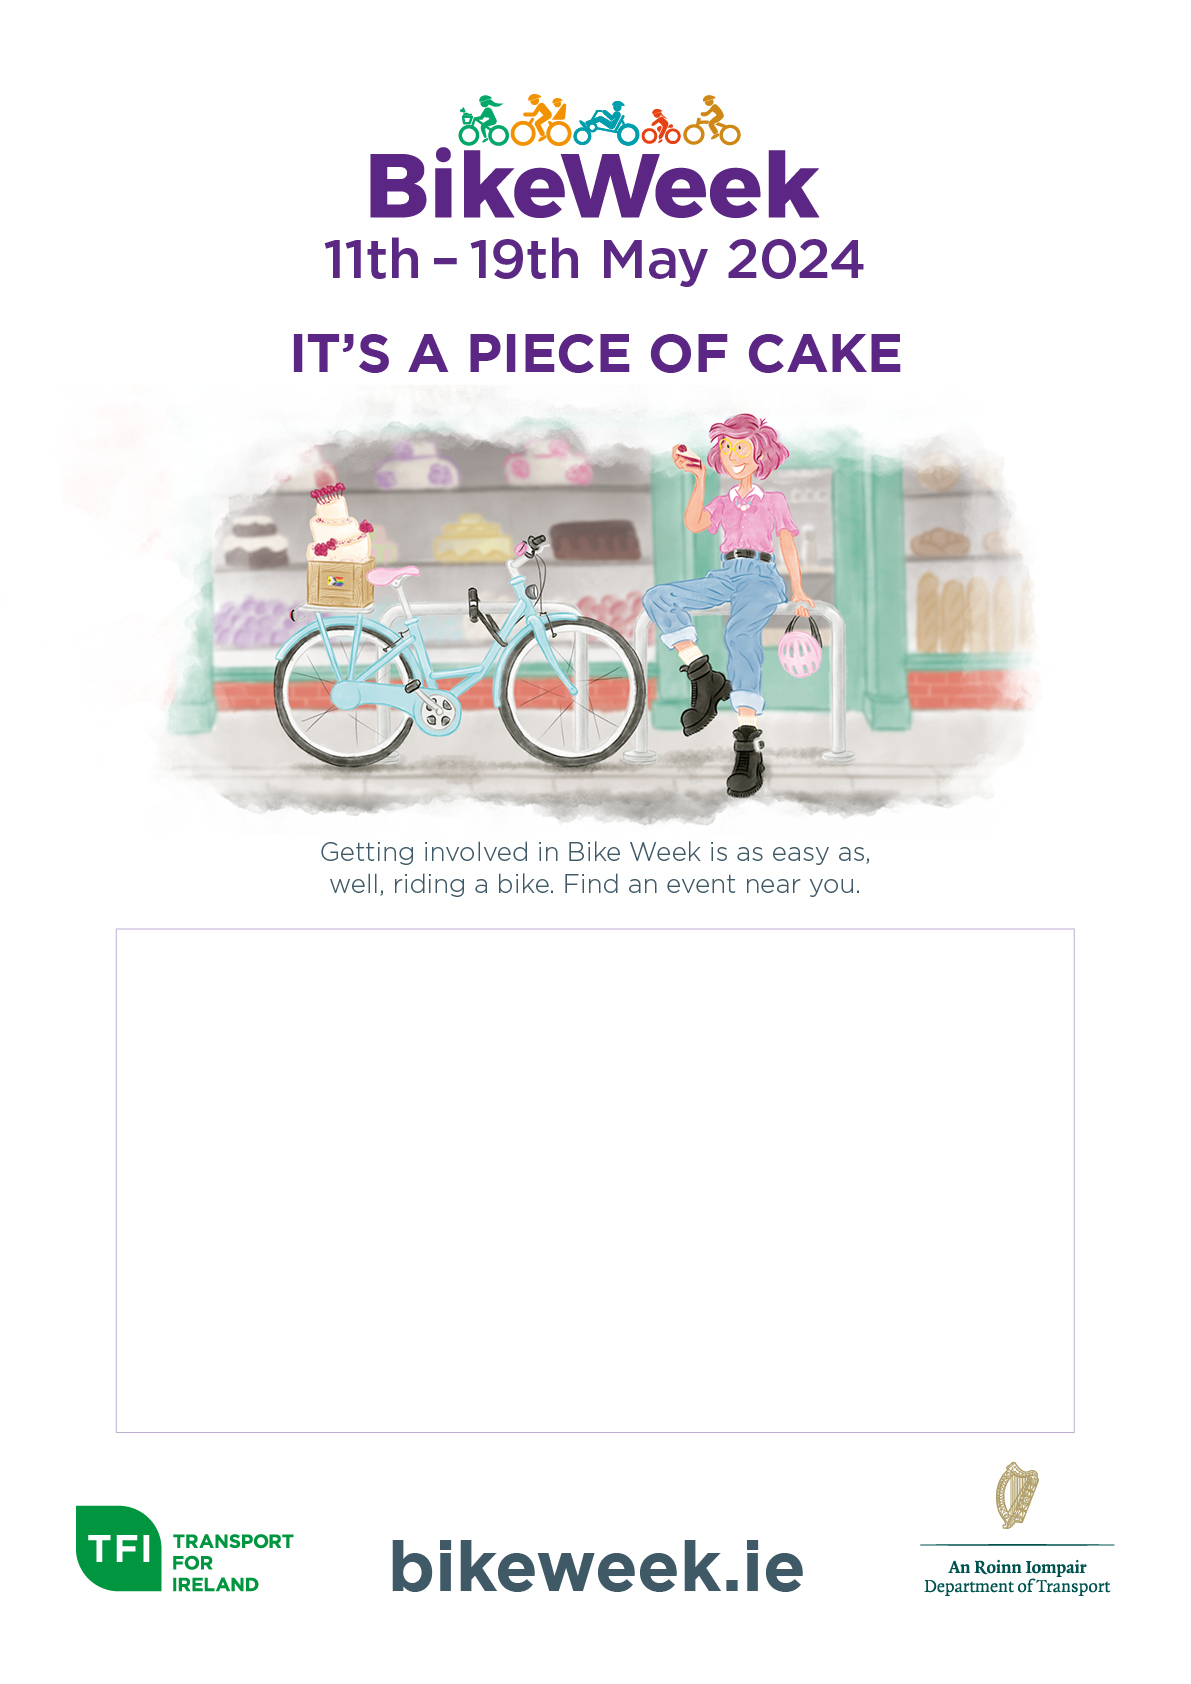 BikeWeek
11th – 19th May 2024
IT’S A PIECE OF CAKE
Getting involved in Bike Week is as easy as,
well, riding a bike. Find an event near you.
TFI
TRANSPORT
FOR
IRELAND
bikeweek.ie
An Roinn Iompair
Department of Transport